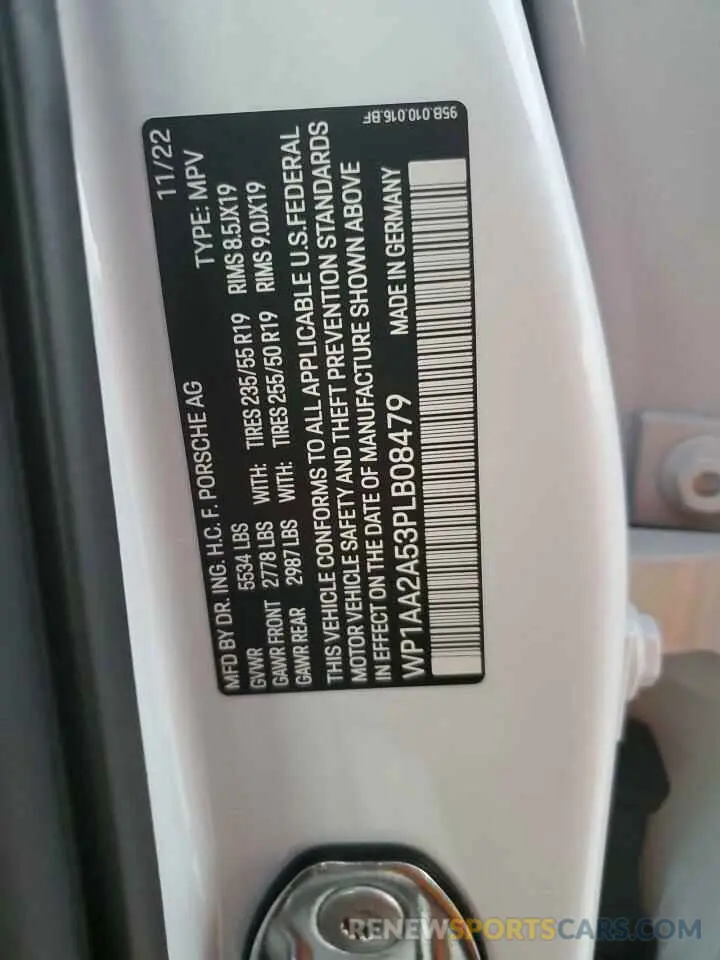 11/22
MFD BY DR. ING. H.C. F. PORSCHE AG TYPE: MPV
GVWR 5534 LBS
GAWR FRONT 2778 LBS WITH: TIRES 235/55 R19 RIMS 8.5JX19
GAWR REAR 2987 LBS WITH: TIRES 255/50 R19 RIMS 9.0JX19
THIS VEHICLE CONFORMS TO ALL APPLICABLE U.S.FEDERAL
MOTOR VEHICLE SAFETY AND THEFT PREVENTION STANDARDS
IN EFFECT ON THE DATE OF MANUFACTURE SHOWN ABOVE
WP1AA2A53PLB08479 MADE IN GERMANY
95B.010.016.BF
RENEWSPORTSCARS.COM